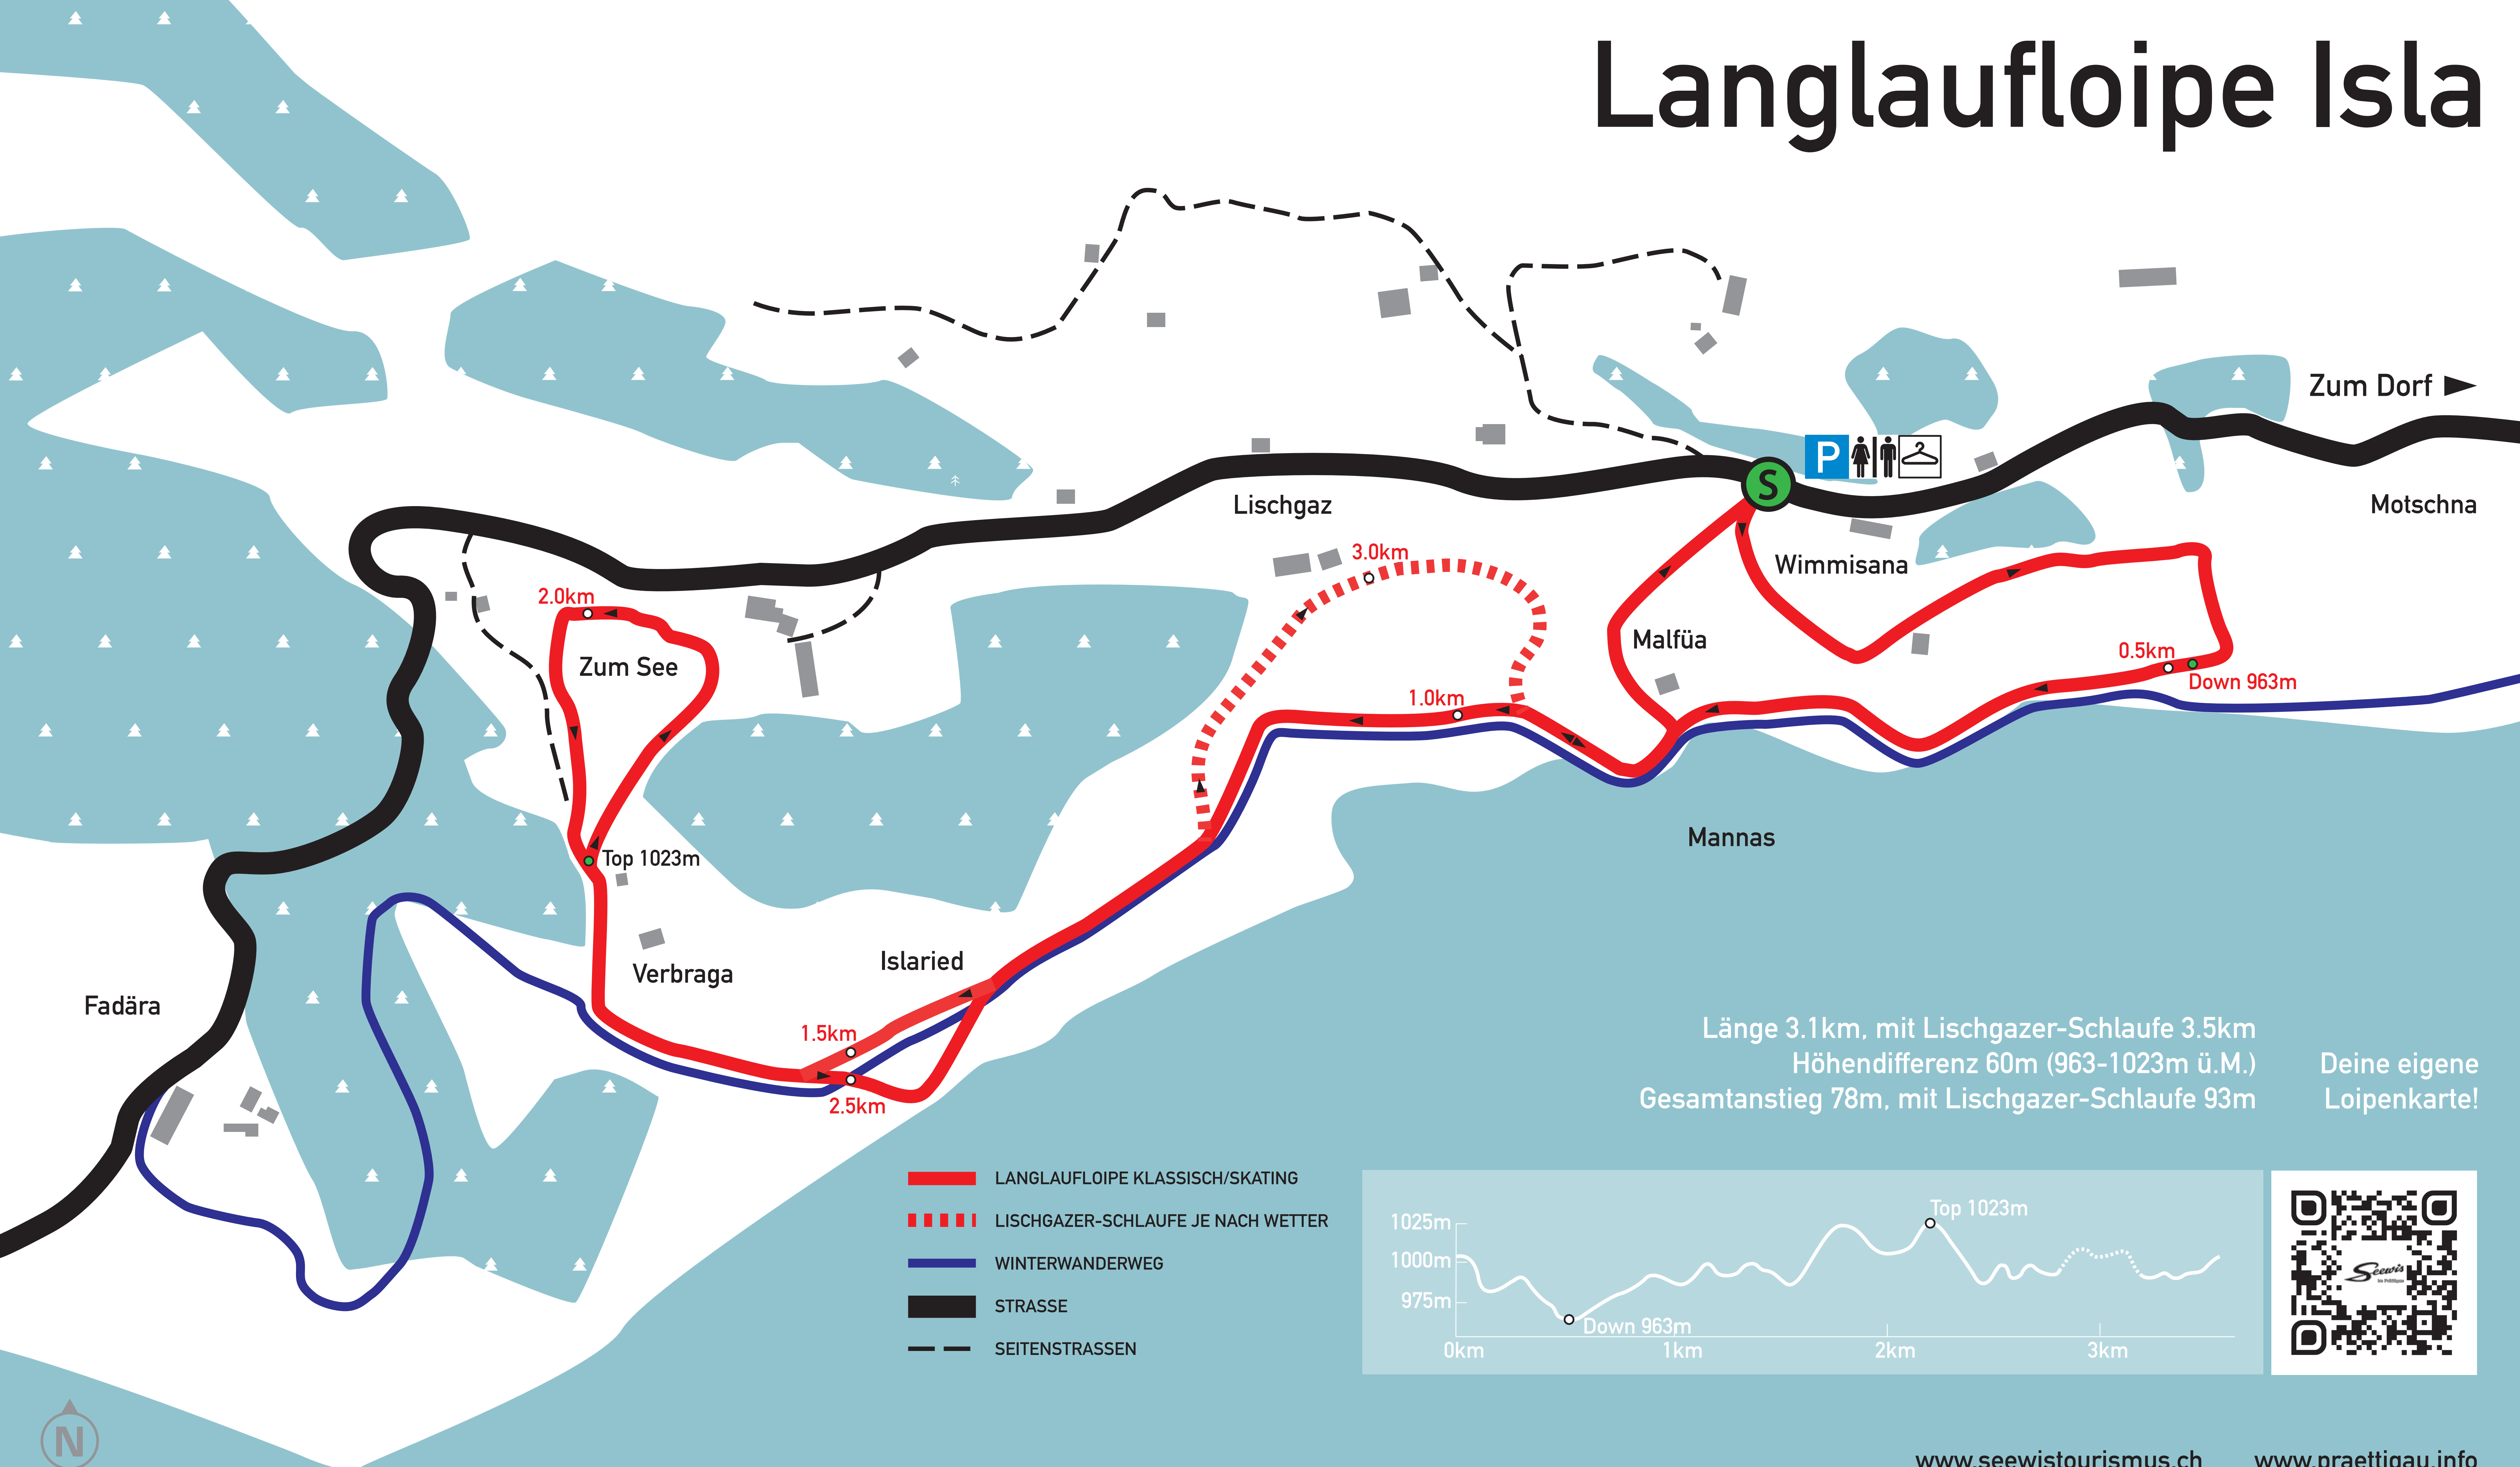 Langlaufloipe Isla
Zum Dorf
P
S
Lischgaz
Motschna
3.0km
Wimmisana
2.0km
Malfüa
0.5km
Zum See
Down 963m
1.0km
Mannas
Top 1023m
Islaried
Verbraga
Fadära
1.5km
2.5km
Länge 3.1km, mit Lischgazer-Schlaufe 3.5km
Höhendifferenz 60m (963-1023m ü.M.)
Gesamtanstieg 78m, mit Lischgazer-Schlaufe 93m
Deine eigene
Loipenkarte!
LANGLAUFLOIPE KLASSISCH/SKATING
LISCHGAZER-SCHLAUFE JE NACH WETTER
WINTERWANDERWEG
STRASSE
SEITENSTRASSEN
1025m
1000m
975m
Top 1023m
Down 963m
0km
1km
2km
3km
Seewis
im Prättigau
N
www.seewistourismus.ch
www.praettigau.info